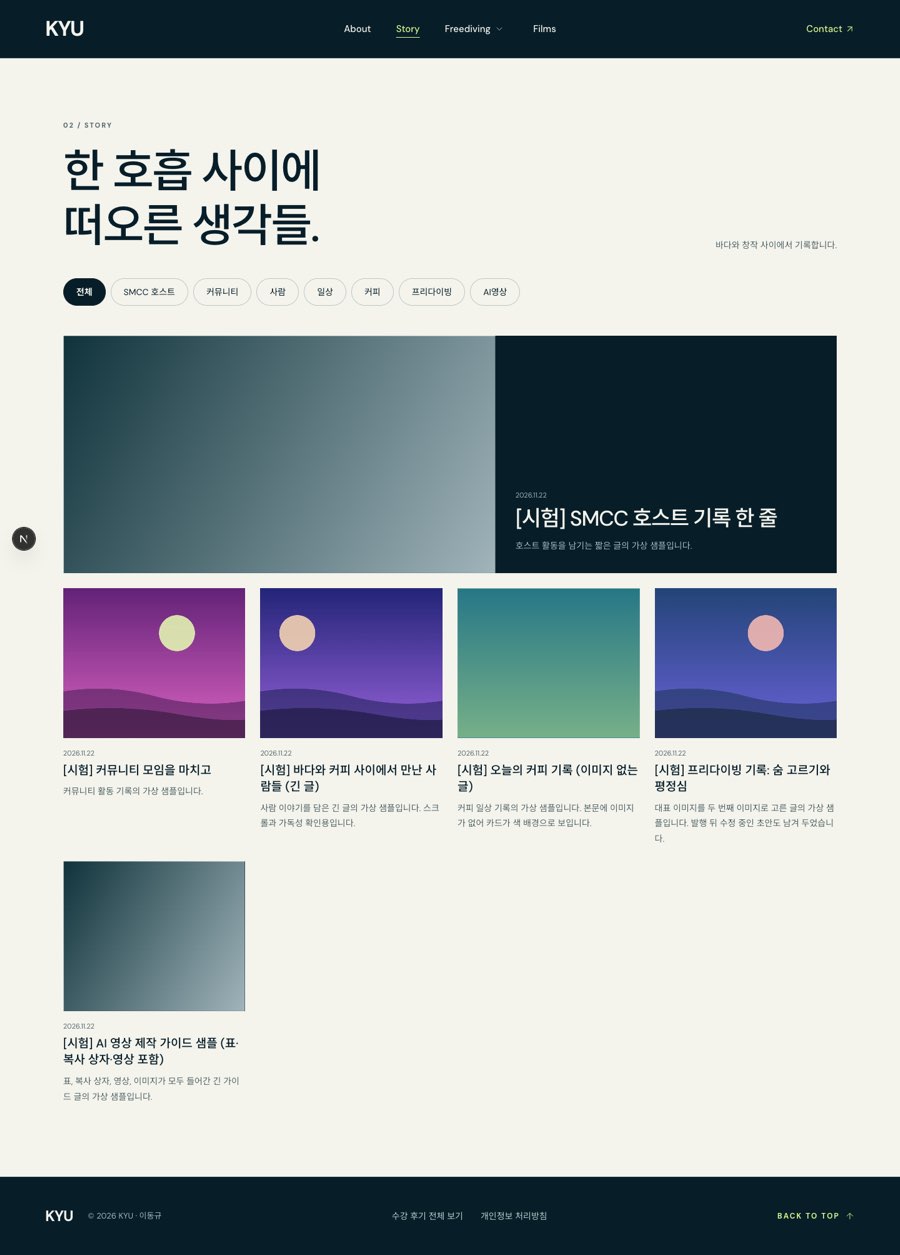 KYU
About
Story
Freediving
Films
Contact ↗
02 / STORY
한 호흡 사이에
떠오른 생각들.
바다와 창작 사이에서 기록합니다.
전체
SMCC 호스트
커뮤니티
사람
일상
커피
프리다이빙
AI영상
2026.11.22
[시험] SMCC 호스트 기록 한 줄
호스트 활동을 남기는 짧은 글의 가상 샘플입니다.
N
2026.11.22
[시험] 커뮤니티 모임을 마치고
커뮤니티 활동 기록의 가상 샘플입니다.
2026.11.22
[시험] 바다와 커피 사이에서 만난 사
람들 (긴 글)
사람 이야기를 담은 긴 글의 가상 샘플입니다. 스크
롤과 가독성 확인용입니다.
2026.11.22
[시험] 오늘의 커피 기록 (이미지 없는
글)
커피 일상 기록의 가상 샘플입니다. 본문에 이미지
가 없어 카드가 색 배경으로 보입니다.
2026.11.22
[시험] 프리다이빙 기록: 숨 고르기와
평정심
대표 이미지를 두 번째 이미지로 고른 글의 가상 샘
플입니다. 발행 뒤 수정 중인 초안도 남겨 두었습니
다.
2026.11.22
[시험] AI 영상 제작 가이드 샘플 (표·
복사 상자·영상 포함)
표, 복사 상자, 영상, 이미지가 모두 들어간 긴 가이
드 글의 가상 샘플입니다.
KYU
© 2026 KYU · 이동규
수강 후기 전체 보기
개인정보 처리방침
BACK TO TOP ↑